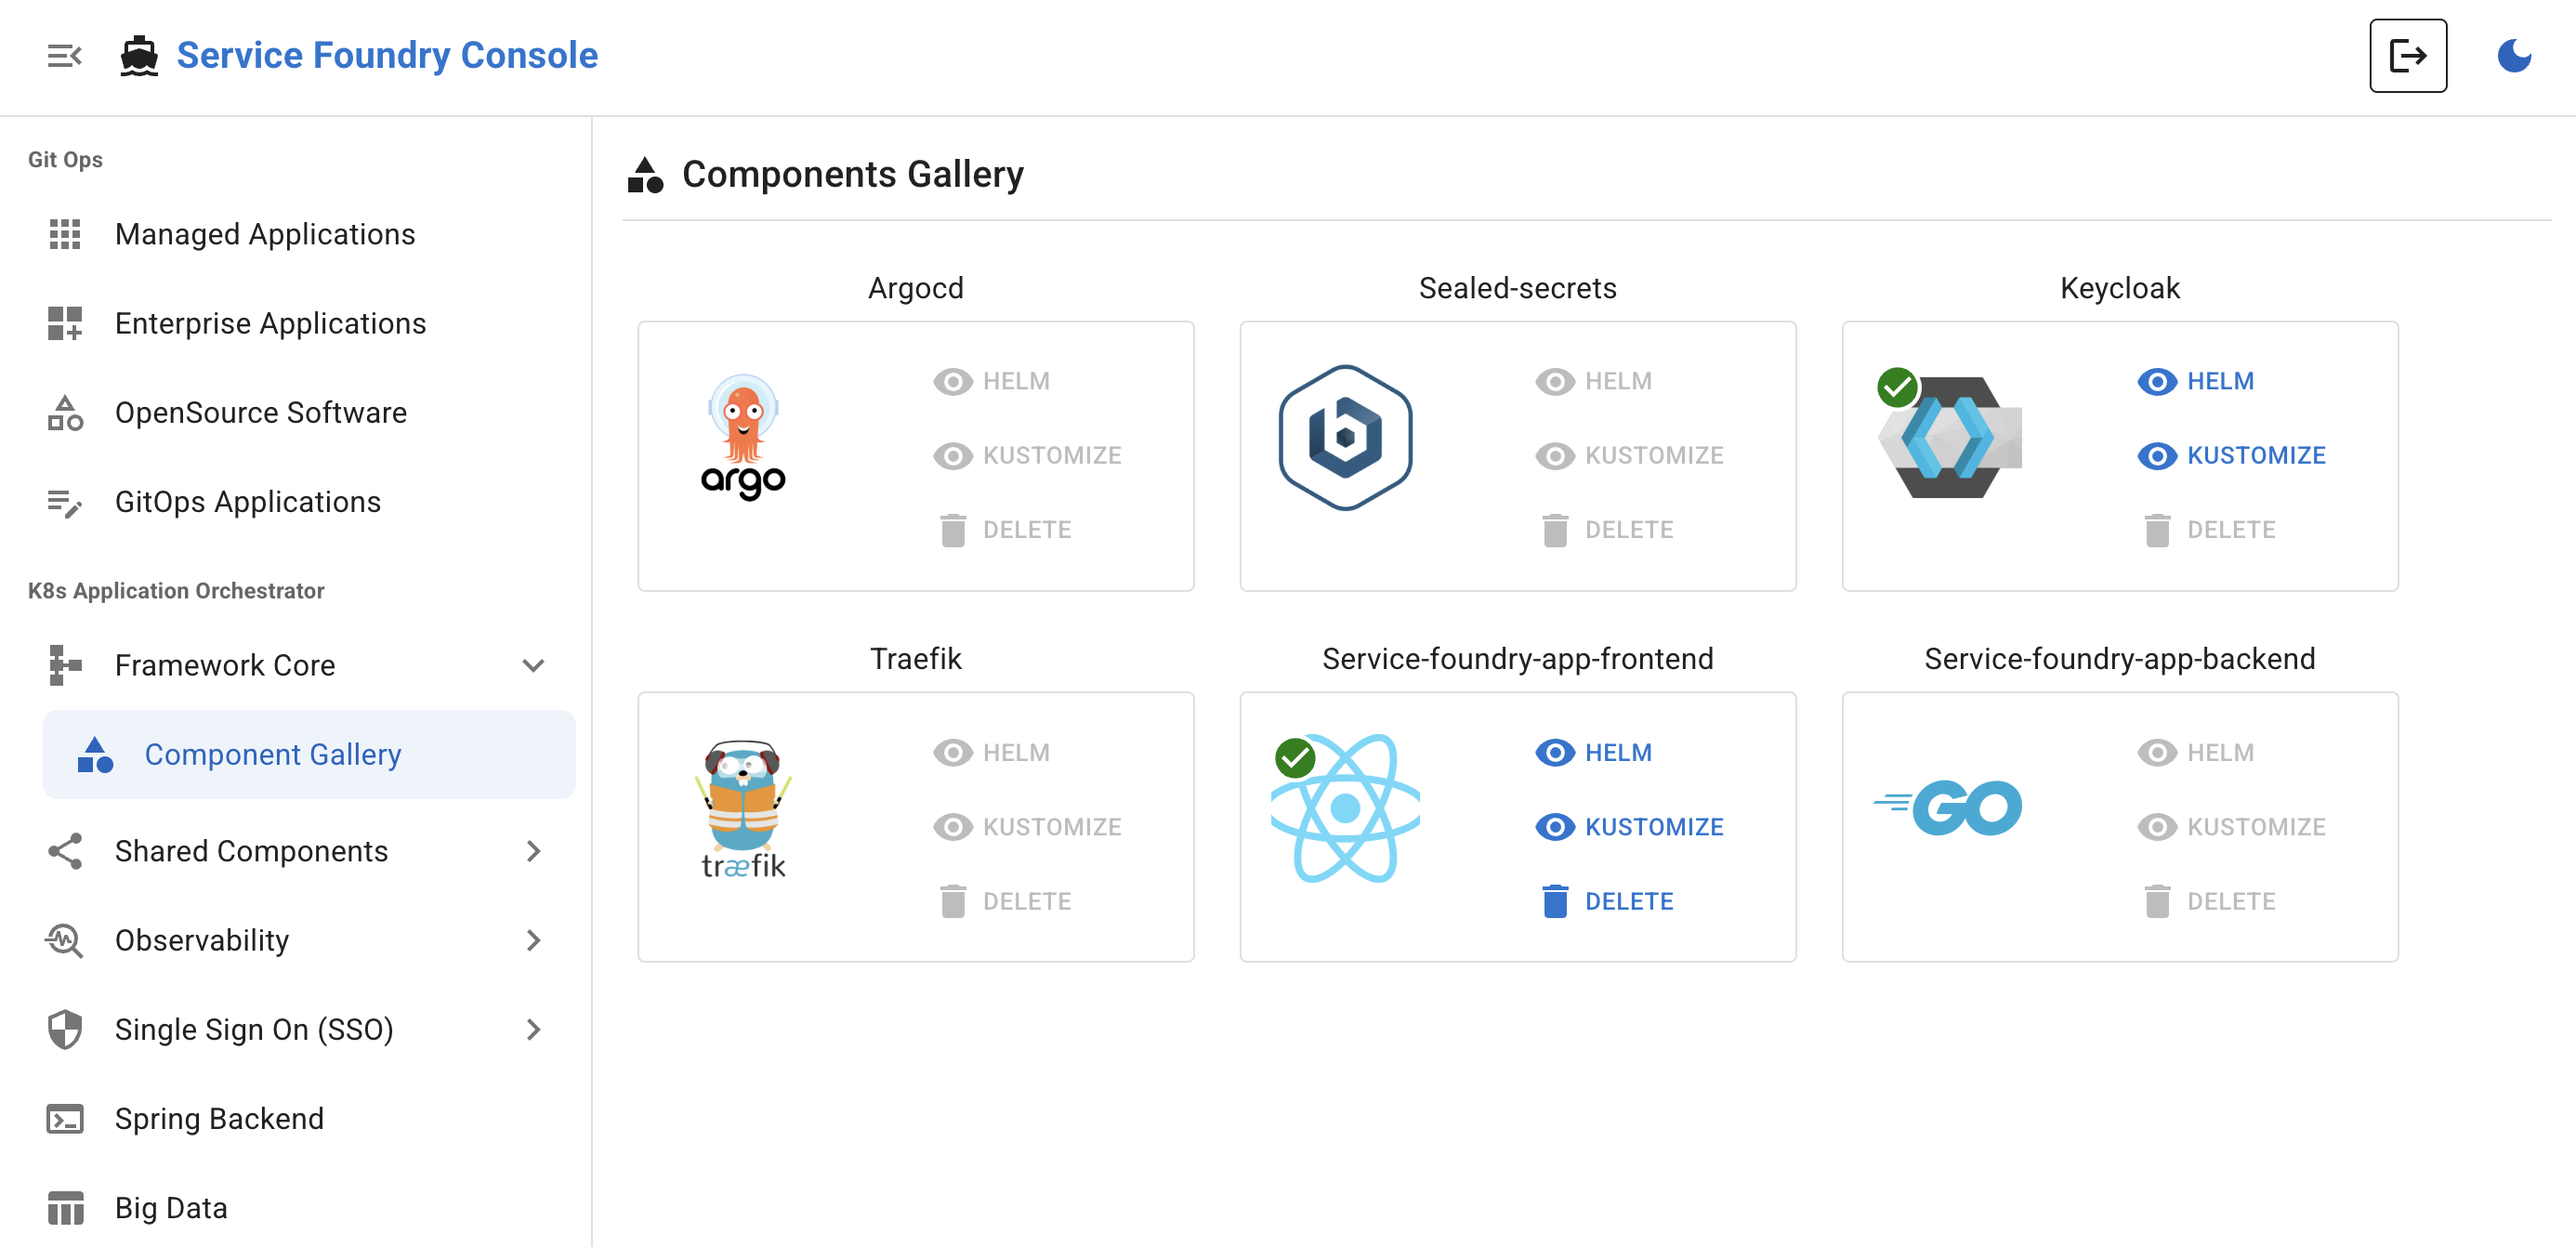 Service Foundry Console
Git Ops
Managed Applications
Enterprise Applications
OpenSource Software
GitOps Applications
K8s Application Orchestrator
Framework Core
Component Gallery
Shared Components
Observability
Single Sign On (SSO)
Spring Backend
Big Data
Components Gallery
Argocd
argo
HELM
KUSTOMIZE
DELETE
Sealed-secrets
b
HELM
KUSTOMIZE
DELETE
Keycloak
HELM
KUSTOMIZE
DELETE
Traefik
træfik
HELM
KUSTOMIZE
DELETE
Service-foundry-app-frontend
HELM
KUSTOMIZE
DELETE
Service-foundry-app-backend
GO
HELM
KUSTOMIZE
DELETE